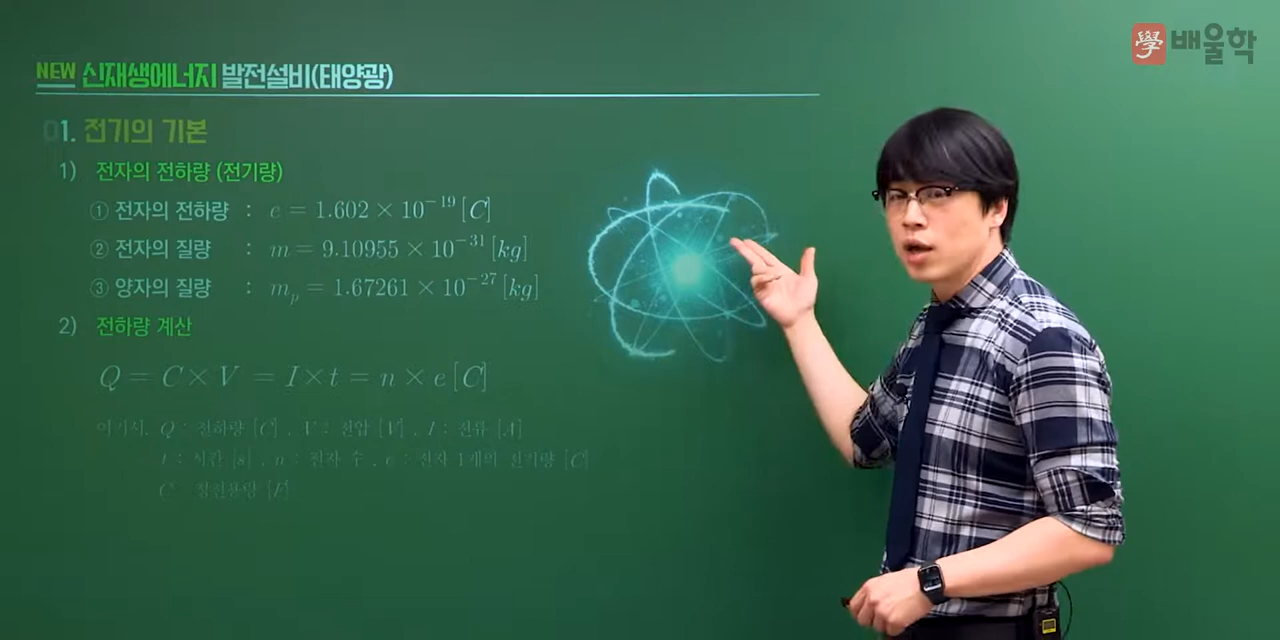 學 배울학
NEW 신재생에너지 발전설비(태양광)
01. 전기의 기본
1) 전자의 전하량 (전기량)
① 전자의 전하량 : e = 1.602 × 10⁻¹⁹ [C]
② 전자의 질량 : m = 9.10955 × 10⁻³¹ [kg]
③ 양자의 질량 : mₚ = 1.67261 × 10⁻²⁷ [kg]
2) 전하량 계산
Q = C × V = I × t = n × e [C]
여기서, Q : 전하량 [C] , V : 전압 [V] , I : 전류 [A]
t : 시간 [s] , n : 전자 수 , e : 전자 1개의 전기량 [C]
C : 정전용량 [F]